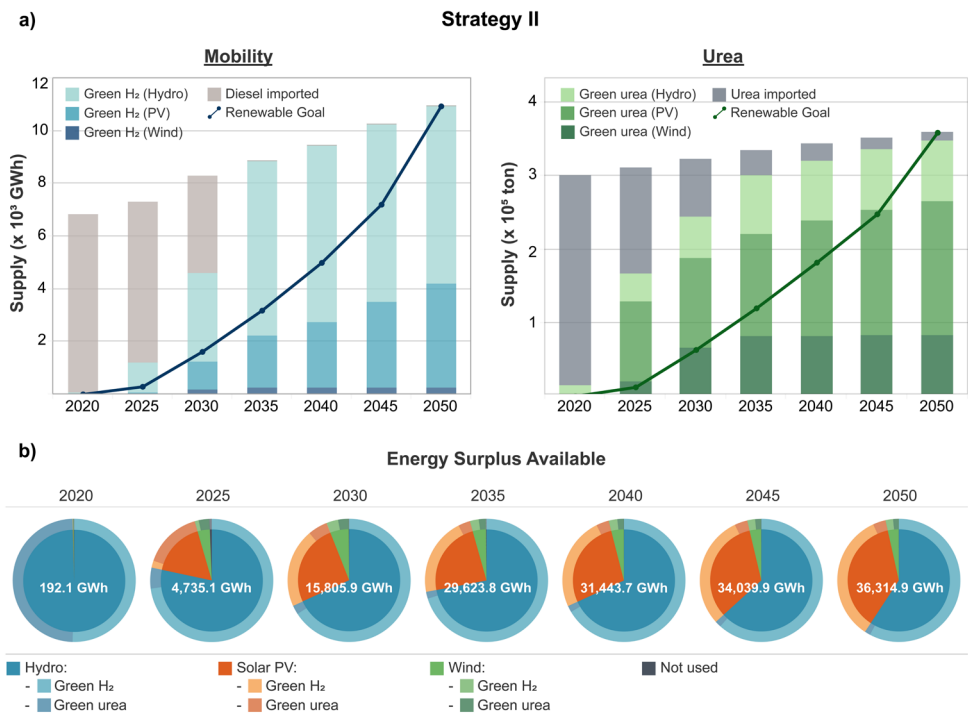 a)
Strategy II
Mobility
Urea
Supply (x 10³ GWh)
12
10
8
6
4
2
Green H₂ (Hydro)
Green H₂ (PV)
Green H₂ (Wind)
Diesel imported
Renewable Goal
2020 2025 2030 2035 2040 2045 2050
Supply (x 10⁵ ton)
4
3
2
1
Green urea (Hydro)
Green urea (PV)
Green urea (Wind)
Urea imported
Renewable Goal
2020 2025 2030 2035 2040 2045 2050
b)
Energy Surplus Available
2020 2025 2030 2035 2040 2045 2050
192.1 GWh 4,735.1 GWh 15,805.9 GWh 29,623.8 GWh 31,443.7 GWh 34,039.9 GWh 36,314.9 GWh
Hydro:
- Green H₂
- Green urea
Solar PV:
- Green H₂
- Green urea
Wind:
- Green H₂
- Green urea
Not used